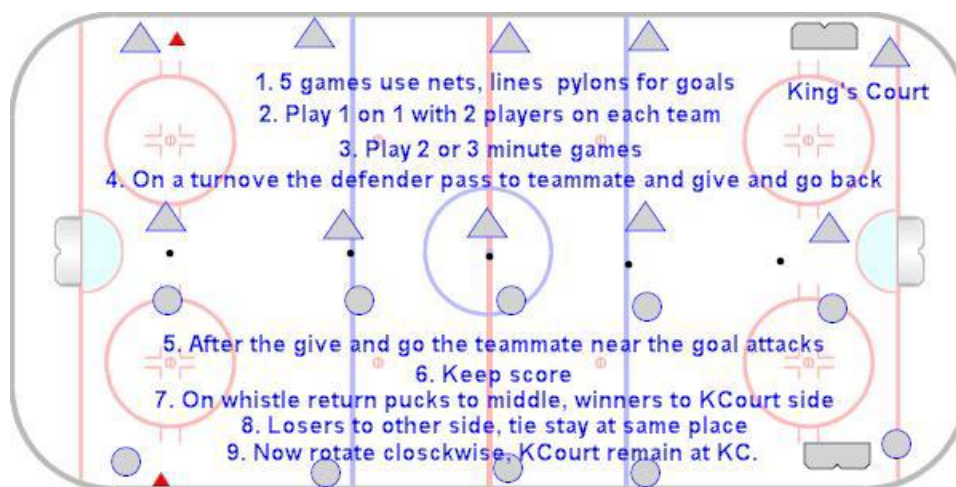 1. 5 games use nets, lines pylons for goals
King's Court
2. Play 1 on 1 with 2 players on each team
3. Play 2 or 3 minute games
4. On a turnove the defender pass to teammate and give and go back
5. After the give and go the teammate near the goal attacks
6. Keep score
7. On whistle return pucks to middle, winners to KCourt side
8. Losers to other side, tie stay at same place
9. Now rotate closckwise, KCourt remain at KC.